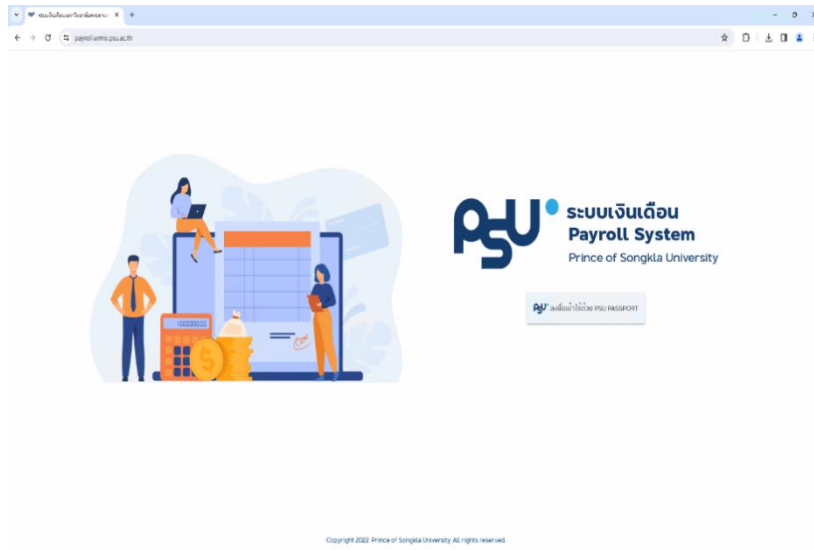 PSU
ระบบเงินเดือน
Payroll System
Prince of Songkla University
PSU ลงชื่อเข้าใช้ด้วย PSU PASSPORT
Copyright 2022. Prince of Songkla University. All rights reserved.